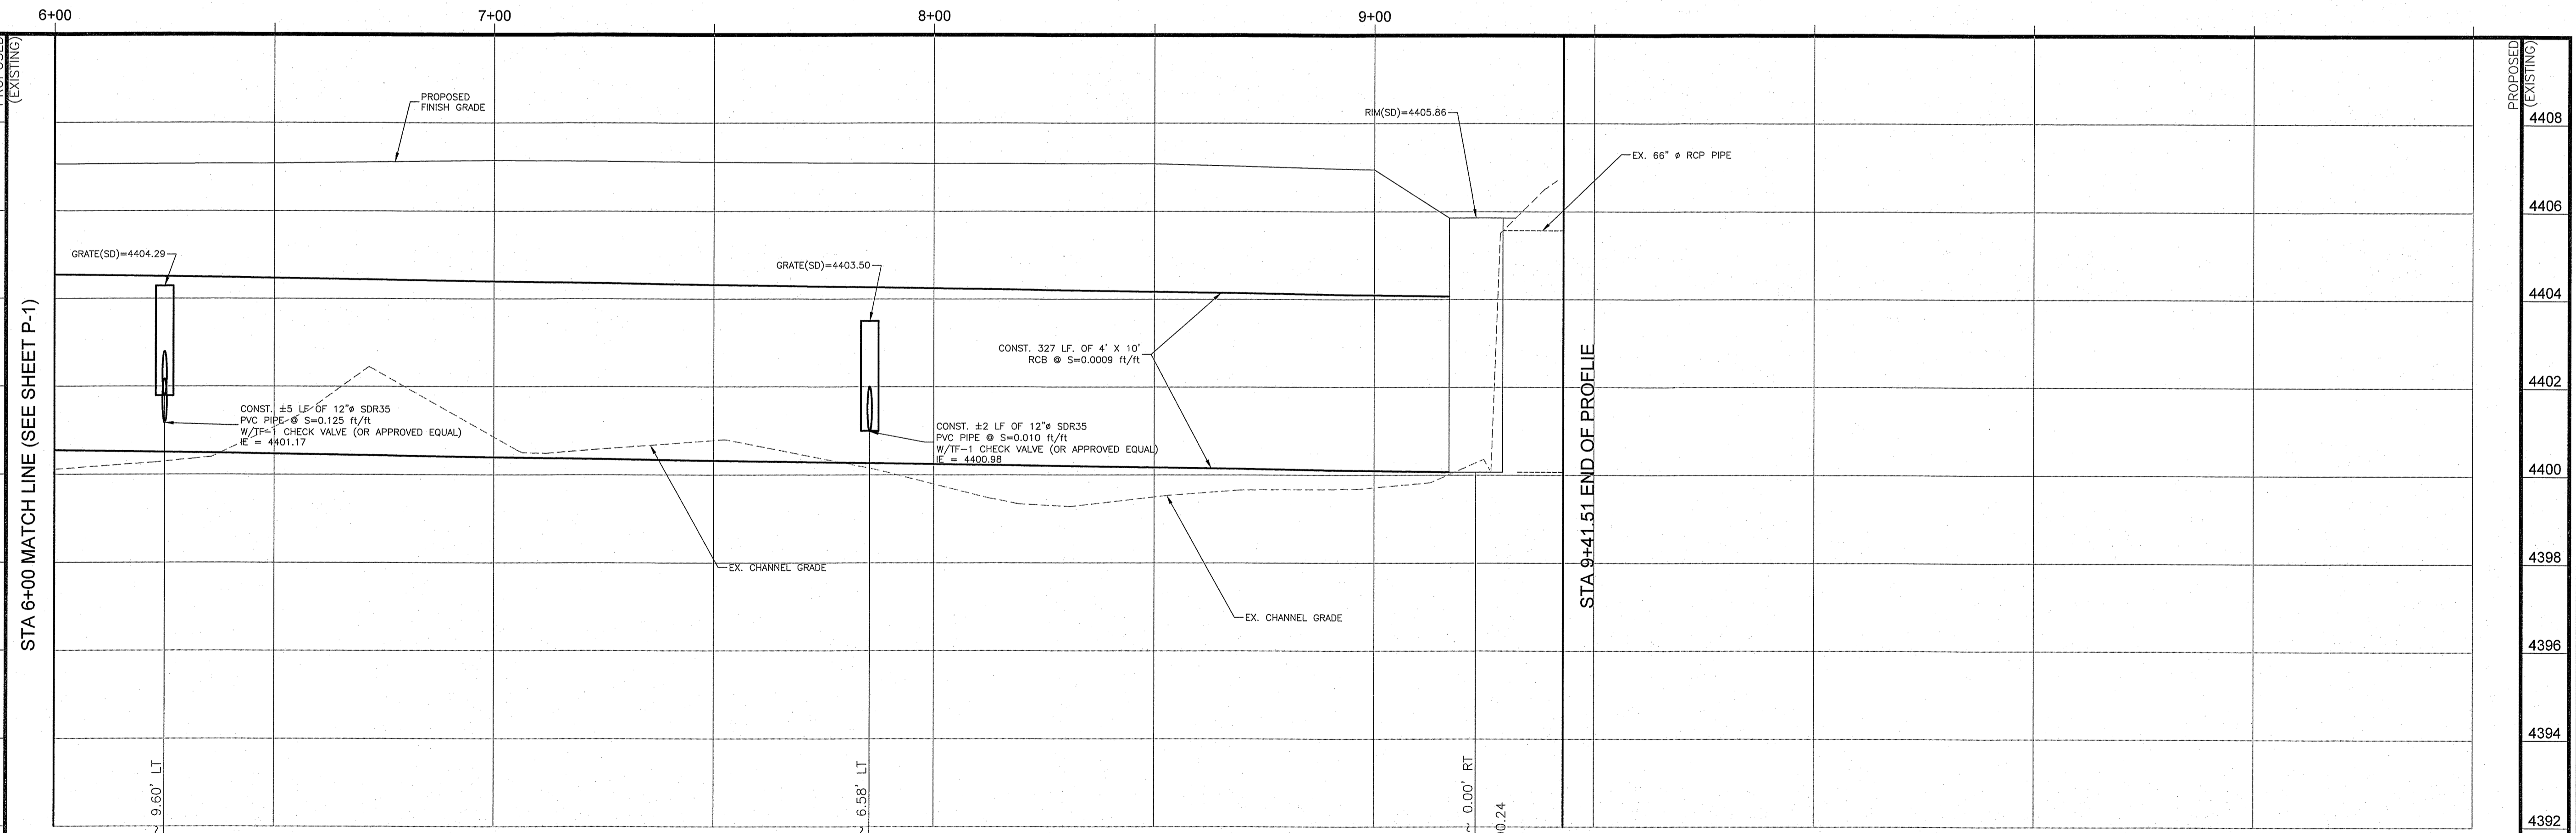 6+00
7+00
8+00
9+00
(EXISTING)
PROPOSED
(EXISTING)
PROPOSED
FINISH GRADE
RIM(SD)=4405.86
EX. 66" ø RCP PIPE
GRATE(SD)=4404.29
GRATE(SD)=4403.50
STA 6+00 MATCH LINE (SEE SHEET P-1)
CONST. 327 LF. OF 4' X 10'
RCB @ S=0.0009 ft/ft
CONST. ±5 LF OF 12"ø SDR35
PVC PIPE @ S=0.125 ft/ft
W/TF-1 CHECK VALVE (OR APPROVED EQUAL)
IE = 4401.17
CONST. ±2 LF OF 12"ø SDR35
PVC PIPE @ S=0.010 ft/ft
W/TF-1 CHECK VALVE (OR APPROVED EQUAL)
IE = 4400.98
EX. CHANNEL GRADE
EX. CHANNEL GRADE
STA 9+41.51 END OF PROFLIE
4408
4406
4404
4402
4400
4398
4396
4394
4392
~ 9.60' LT
~ 6.58' LT
~ 0.00' RT